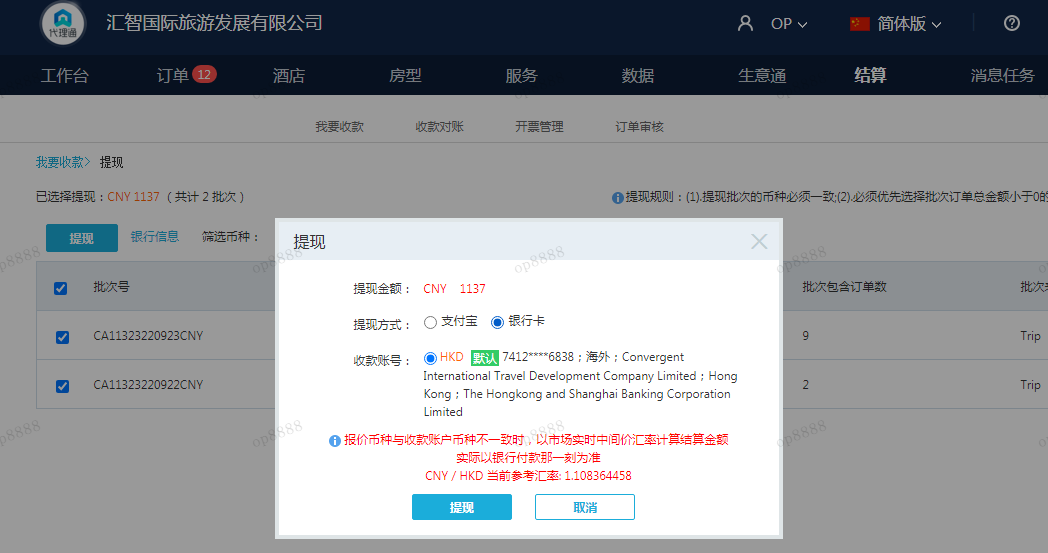 代理通
汇智国际旅游发展有限公司
OP
简体版
工作台 订单 12 酒店 房型 服务 数据 生意通 结算 消息任务
我要收款 收款对账 开票管理 订单审核
我要收款> 提现
已选择提现：CNY 1137 （共计 2 批次）
提现规则：(1).提现批次的币种必须一致;(2).必须优先选择批次订单总金额小于0的
提现 银行信息 筛选币种：
批次号 批次包含订单数
CA11323220923CNY 9 Trip
CA11323220922CNY 2 Trip
提现
提现金额： CNY 1137
提现方式： 支付宝 银行卡
收款账号： HKD 默认 7412****6838；海外；Convergent
International Travel Development Company Limited；Hong
Kong；The Hongkong and Shanghai Banking Corporation
Limited
报价币种与收款账户币种不一致时，以市场实时中间价汇率计算结算金额
实际以银行付款那一刻为准
CNY / HKD 当前参考汇率: 1.108364458
提现 取消
op8888
op8888
op8888
op8888
op8888
op8888
op8888